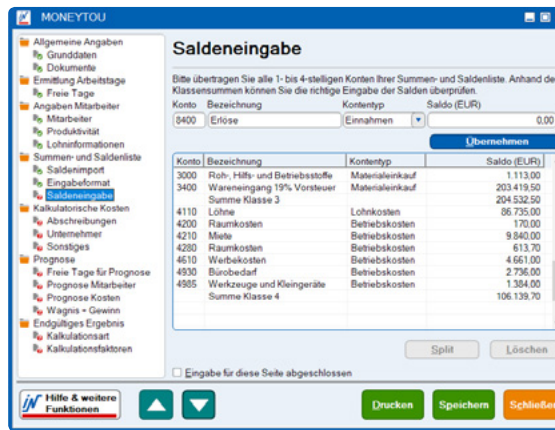 MONEYTOU
Allgemeine Angaben
Grunddaten
Dokumente
Ermittlung Arbeitstage
Freie Tage
Angaben Mitarbeiter
Mitarbeiter
Produktivität
Lohninformationen
Summen- und Saldenliste
Saldenimport
Eingabeformat
Saldeneingabe
Kalkulatorische Kosten
Abschreibungen
Unternehmer
Sonstiges
Prognose
Freie Tage für Prognose
Prognose Mitarbeiter
Prognose Kosten
Wagnis + Gewinn
Endgültiges Ergebnis
Kalkulationsart
Kalkulationsfaktoren
Saldeneingabe
Bitte übertragen Sie alle 1- bis 4-stelligen Konten Ihrer Summen- und Saldenliste. Anhand de
Klassensummen können Sie die richtige Eingabe der Salden überprüfen.
Konto Bezeichnung Kontentyp Saldo (EUR)
8400 Erlöse Einnahmen 0,00
Übernehmen
Konto Bezeichnung Kontentyp Saldo (EUR)
3000 Roh-, Hilfs- und Betriebsstoffe Materialeinkauf 1.113,00
3400 Wareneingang 19% Vorsteuer Materialeinkauf 203.419,50
Summe Klasse 3 204.532,50
4110 Löhne Lohnkosten 86.735,00
4200 Raumkosten Betriebskosten 170,00
4210 Miete Betriebskosten 9.840,00
4280 Raumkosten Betriebskosten 613,70
4610 Werbekosten Betriebskosten 4.661,00
4930 Bürobedarf Betriebskosten 2.736,00
4985 Werkzeuge und Kleingeräte Betriebskosten 1.384,00
Summe Klasse 4 106.139,70
Split Löschen
Eingabe für diese Seite abgeschlossen
Hilfe & weitere
Funktionen
Drucken Speichern Schließe